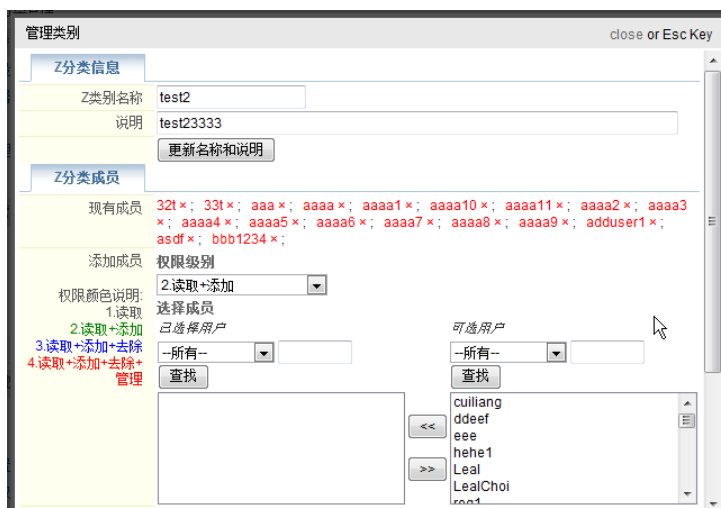 管理类别
close or Esc Key
Z分类信息
Z类别名称 test2
说明 test23333
更新名称和说明
Z分类成员
现有成员 32t×; 33t×; aaa×; aaaa×; aaaa1×; aaaa10×; aaaa11×; aaaa2×; aaaa3
×; aaaa4×; aaaa5×; aaaa6×; aaaa7×; aaaa8×; aaaa9×; adduser1×;
asdf×; bbb1234×;
添加成员 权限级别
2.读取+添加
权限颜色说明:
1.读取
2.读取+添加
3.读取+添加+去除
4.读取+添加+去除+
管理
选择成员
已选择用户
--所有--
查找
可选用户
--所有--
查找
<<
>>
cuiliang
ddeef
eee
hehe1
Leal
LealChoi